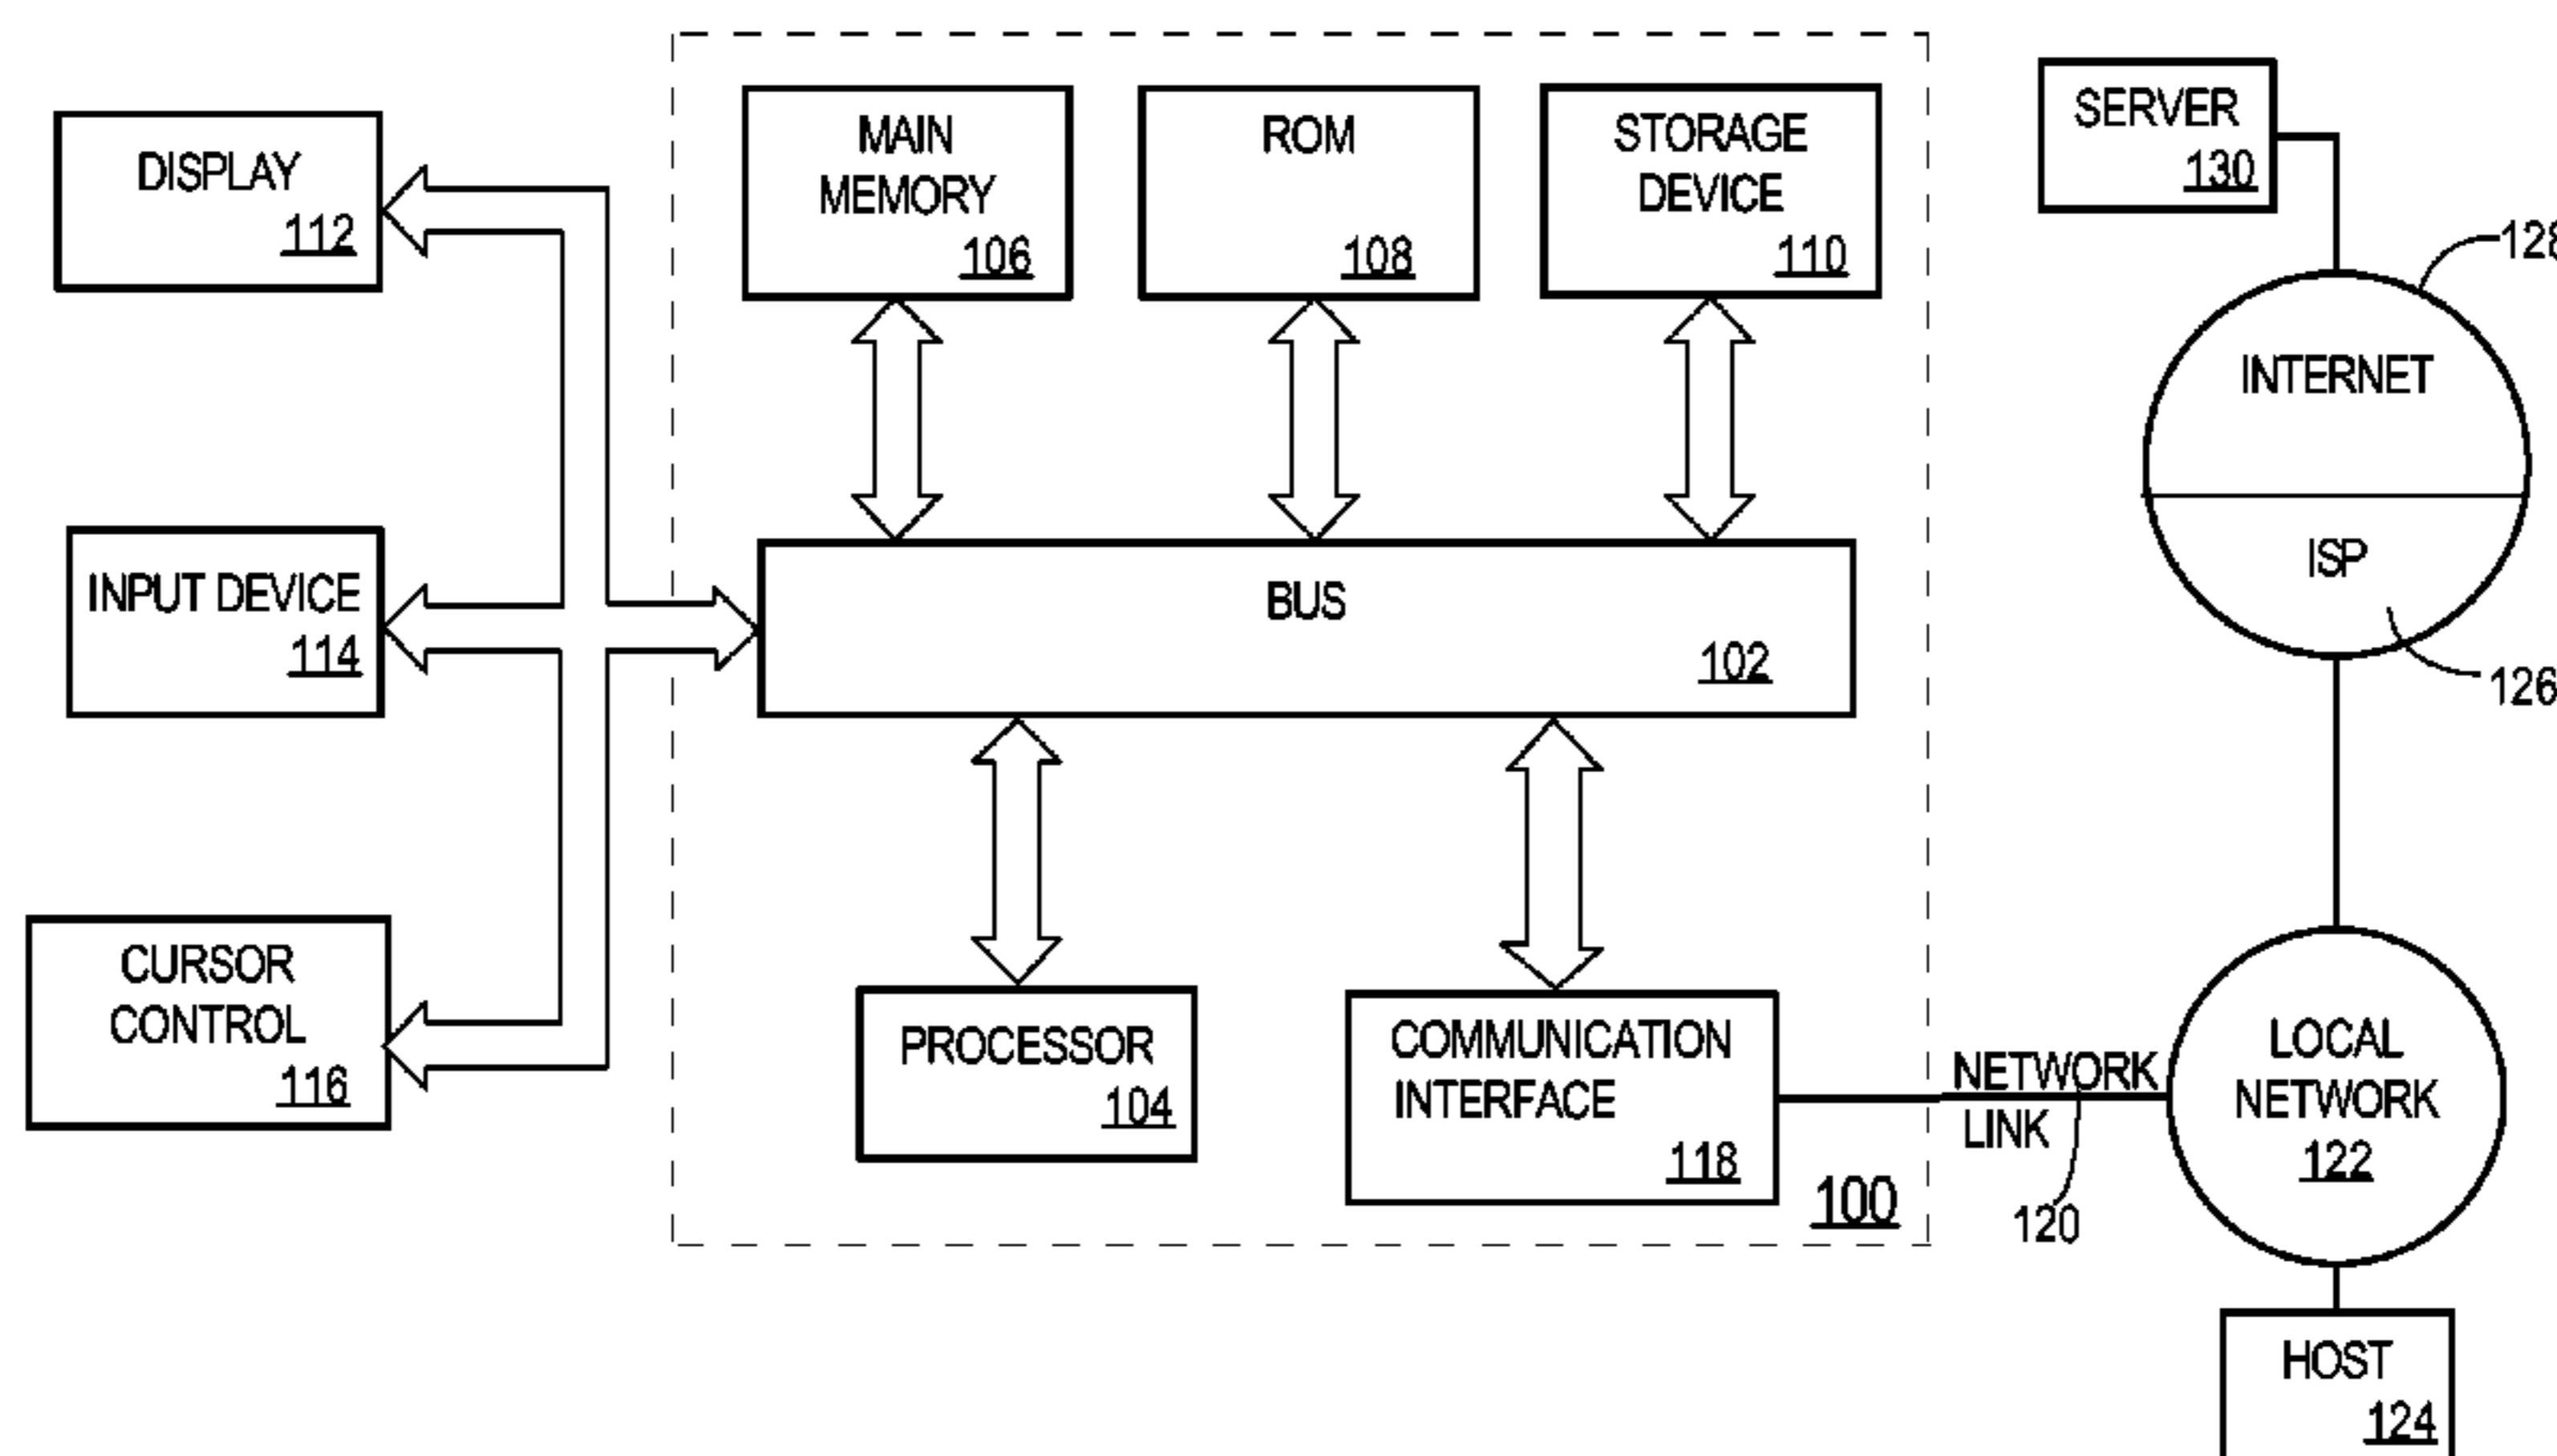 DISPLAY
112
INPUT DEVICE
114
CURSOR
CONTROL
116
MAIN
MEMORY
106
ROM
108
STORAGE
DEVICE
110
BUS
102
PROCESSOR
104
COMMUNICATION
INTERFACE
118
100
SERVER
130
128
INTERNET
ISP
126
NETWORK
LINK
120
LOCAL
NETWORK
122
HOST
124